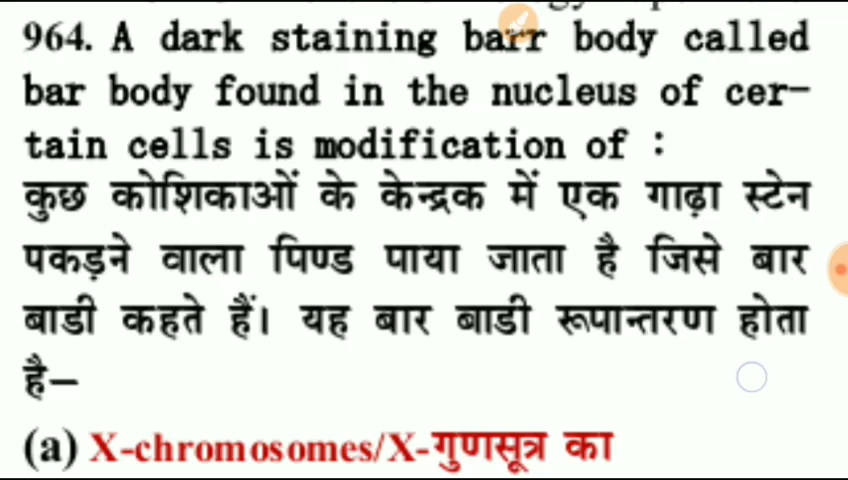 964. A dark staining barr body called
bar body found in the nucleus of cer-
tain cells is modification of :
कुछ कोशिकाओं के केन्द्रक में एक गाढ़ा स्टेन
पकड़ने वाला पिण्ड पाया जाता है जिसे बार
बाडी कहते हैं। यह बार बाडी रूपान्तरण होता
है–
(a) X-chromosomes/X-गुणसूत्र का